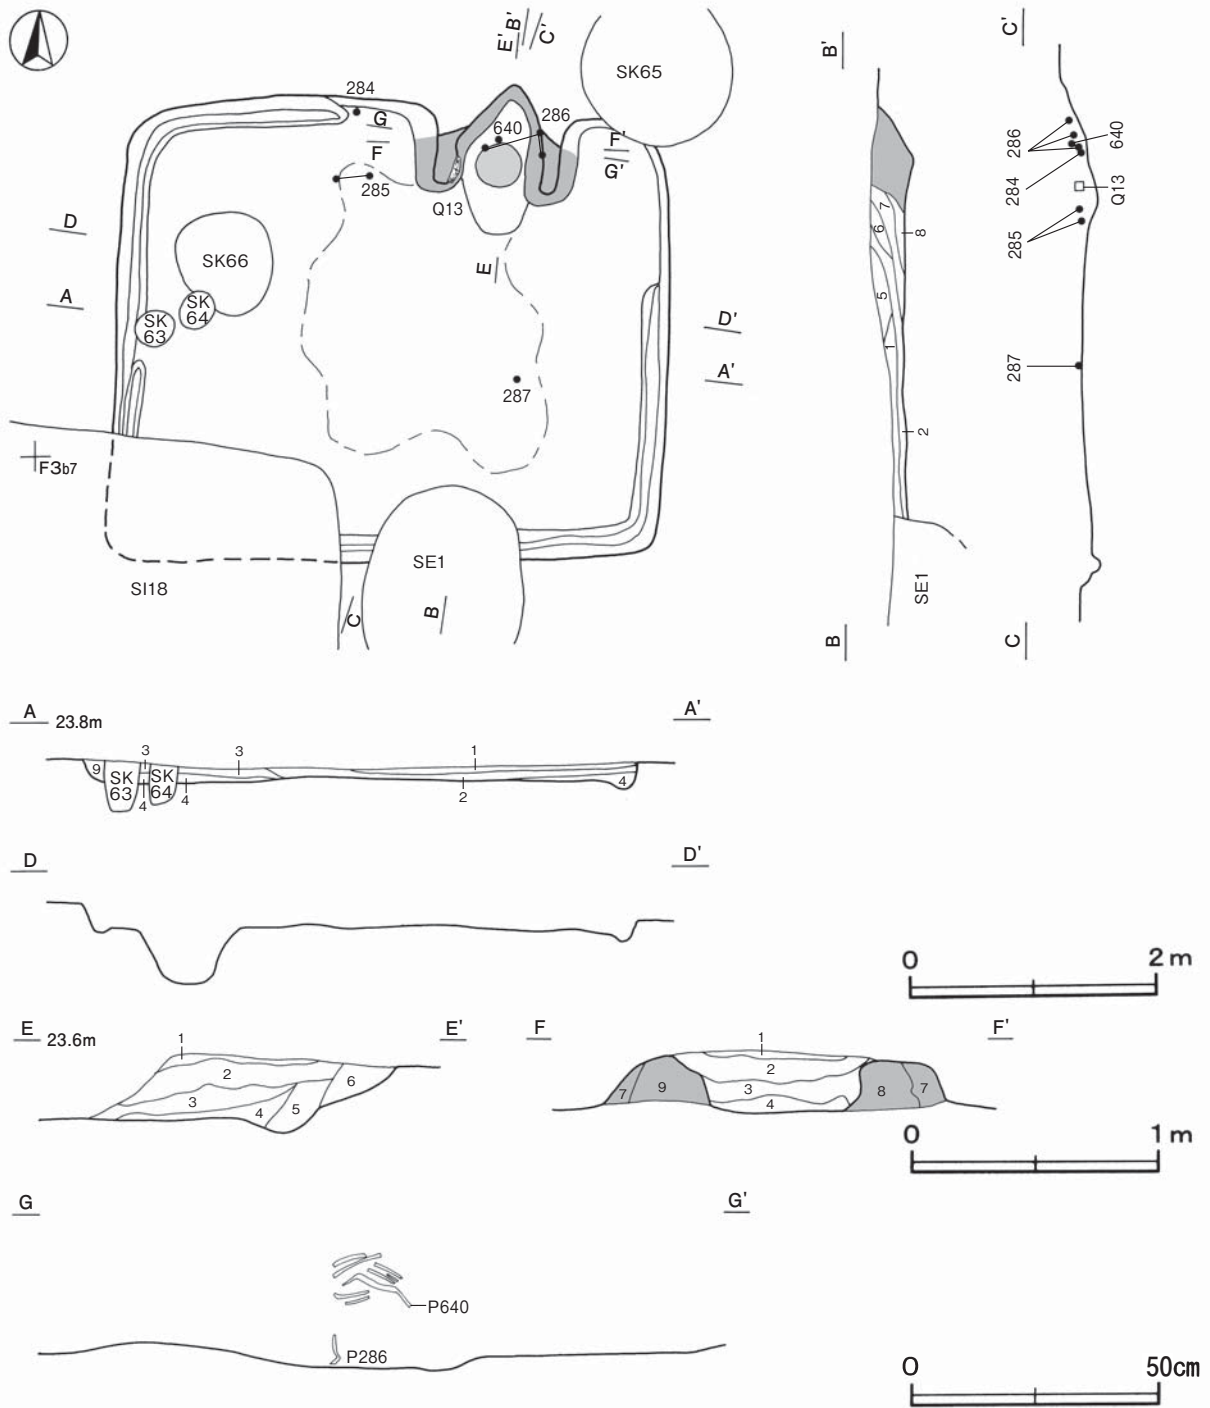 E' B' C'
SK65
284
G
F
640
286
F'
G'
285
Q13
D
SK66
E
A
SK
64
SK
63
D'
A'
287
F3b7
SI18
SE1
C
B
B'
7
6
8
5
1
2
SE1
B
C'
286
640
284
Q13
285
287
C
A 23.8m
A'
3 3 1
9 SK
63 SK
64 4 4 2 4
D
D'
0 2m
E 23.6m
E'
1
2
3 4 5 6
F
F'
1
2
3
4
7 9 8 7
0 1m
G
G'
P640
P286
0 50cm